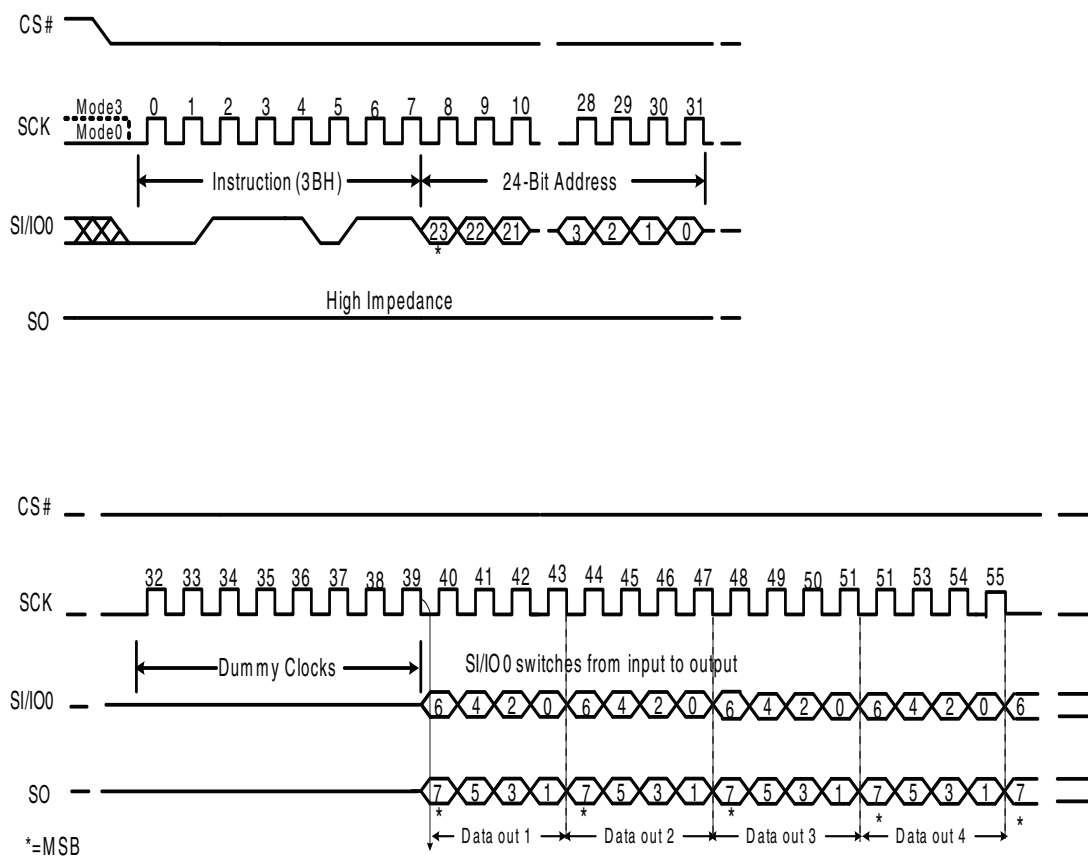 CS#
Mode3
0 1 2 3 4 5 6 7 8 9 10 28 29 30 31
SCK
Mode0
Instruction (3BH)
24-Bit Address
SI/IO0
23 22 21 3 2 1 0
*
High Impedance
SO
CS#
32 33 34 35 36 37 38 39 40 41 42 43 44 45 46 47 48 49 50 51 51 53 54 55
SCK
Dummy Clocks
SI/IO0 switches from input to output
SI/IO0
6 4 2 0 6 4 2 0 6 4 2 0 6 4 2 0 6
SO
7 5 3 1 7 5 3 1 7 5 3 1 7 5 3 1 7
* * * * *
Data out 1 Data out 2 Data out 3 Data out 4
*=MSB